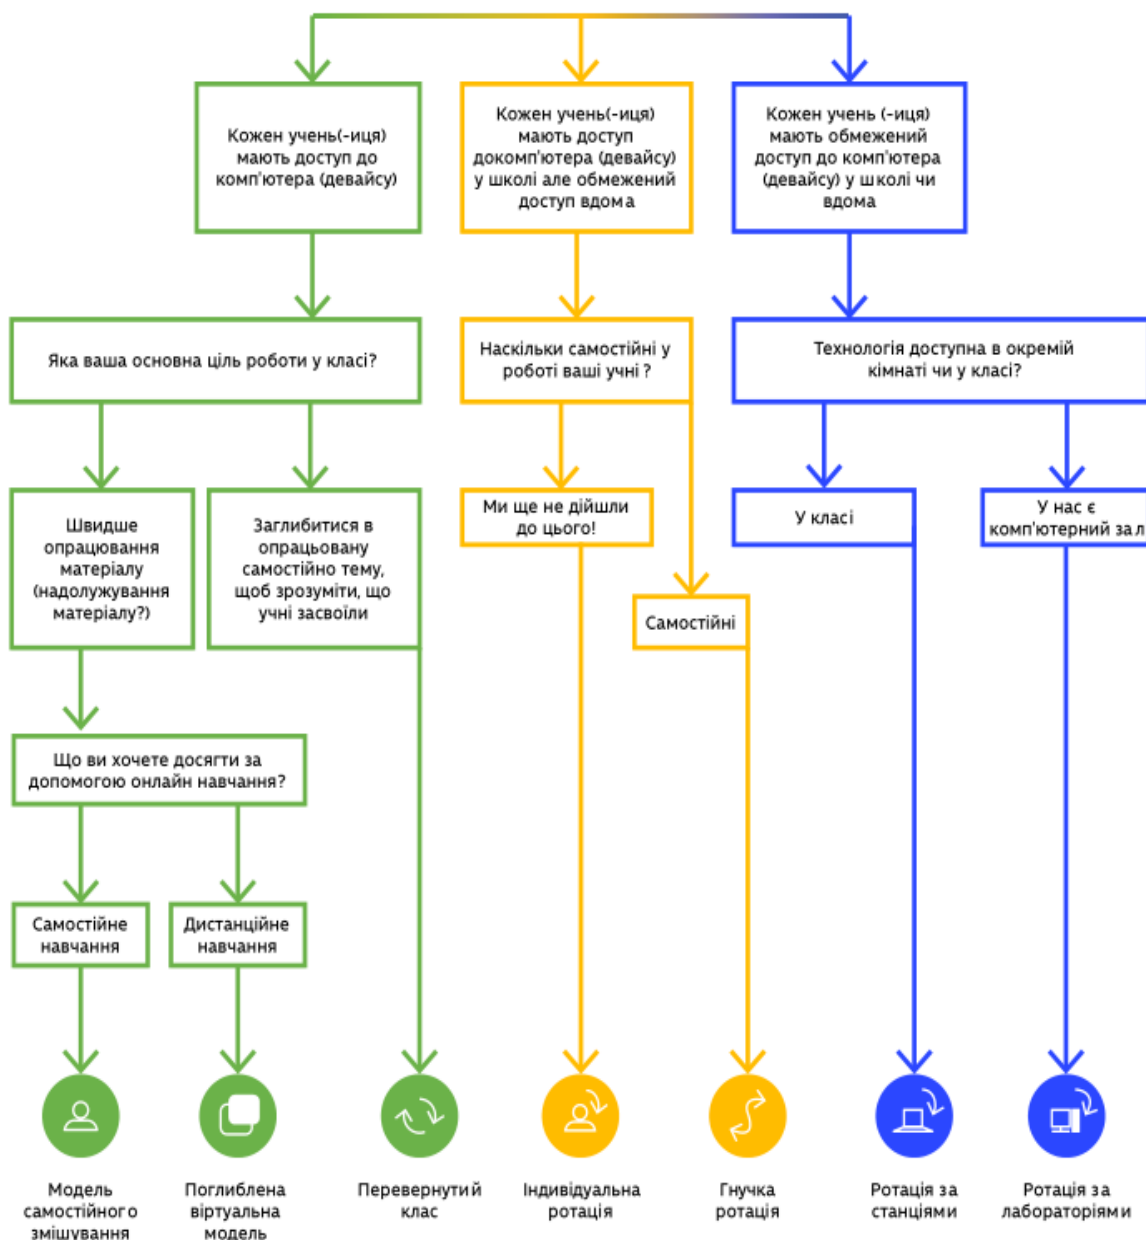 Кожен учень(-иця)
мають доступ до
комп'ютера (девайсу)
Кожен учень(-иця)
мають доступ
докомп'ютера (девайсу)
у школі але обмежений
доступ вдома
Кожен учень (-иця)
мають обмежений
доступ до комп'ютера
(девайсу) у школі чи
вдома
Яка ваша основна ціль роботи у класі?
Наскільки самостійні у
роботі ваші учні?
Технологія доступна в окремій
кімнаті чи у класі?
Швидше
опрацювання
матеріалу
(надолужування
матеріалу?)
Заглибитися в
опрацьовану
самостійно тему,
щоб зрозуміти, що
учні засвоїли
Ми ще не дійшли
до цього!
У класі
У нас є
комп'ютерний зал
Самостійні
Що ви хочете досягти за
допомогою онлайн навчання?
Самостійне
навчання
Дистанційне
навчання
Модель
самостійного
змішування
Поглиблена
віртуальна
модель
Перевернутий
клас
Індивідуальна
ротація
Гнучка
ротація
Ротація за
станціями
Ротація за
лабораторіями